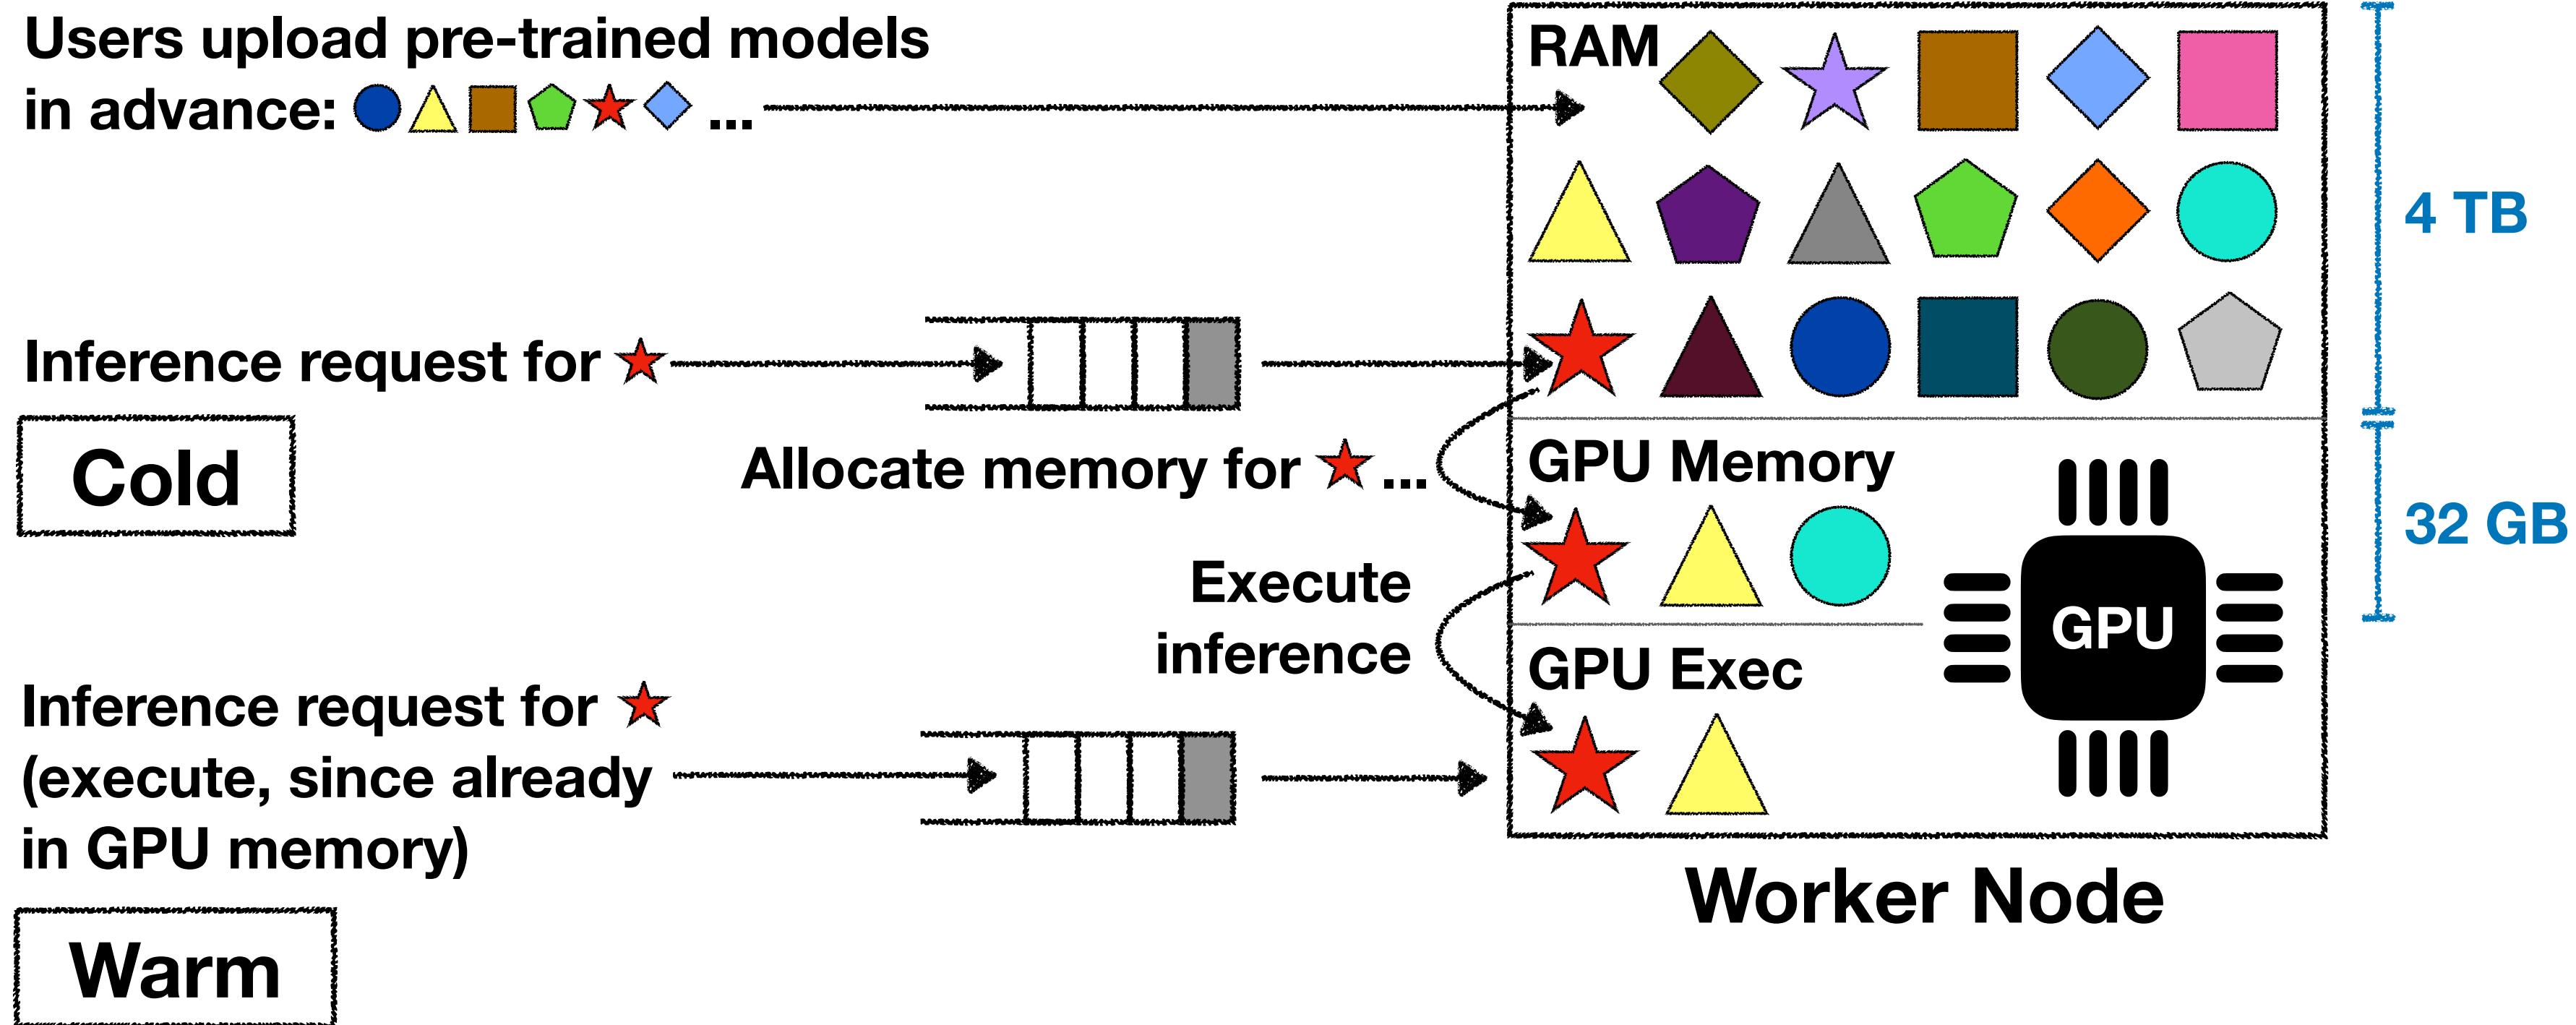 Users upload pre-trained models
in advance: ...
RAM
4 TB
Inference request for
Cold
Allocate memory for ...
GPU Memory
32 GB
GPU
Execute
inference
GPU Exec
Inference request for
(execute, since already
in GPU memory)
Warm
Worker Node